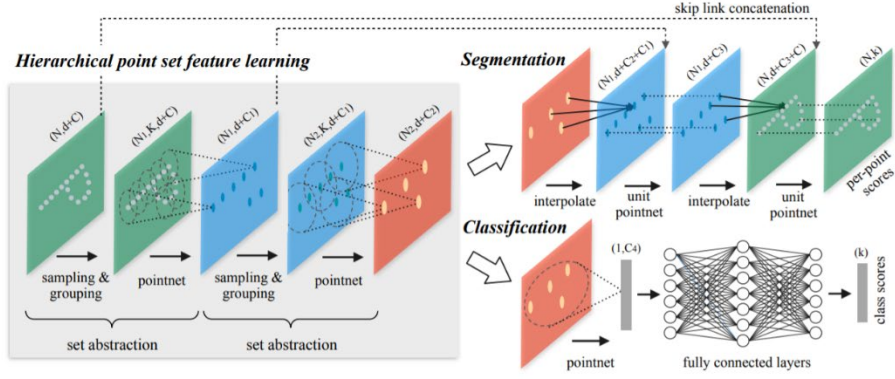 skip link concatenation
Hierarchical point set feature learning
Segmentation
(N,d+C)
(N1,K,d+C)
(N1,d+C1)
(N2,K,d+C1)
(N2,d+C2)
(N1,d+C2+C1)
(N1,d+C3)
(N,d+C3+C)
(N,k)
per-point
scores
interpolate
unit
pointnet
interpolate
unit
pointnet
sampling &
grouping
pointnet
sampling &
grouping
pointnet
set abstraction
set abstraction
Classification
(1,C4)
(k)
class scores
pointnet
fully connected layers